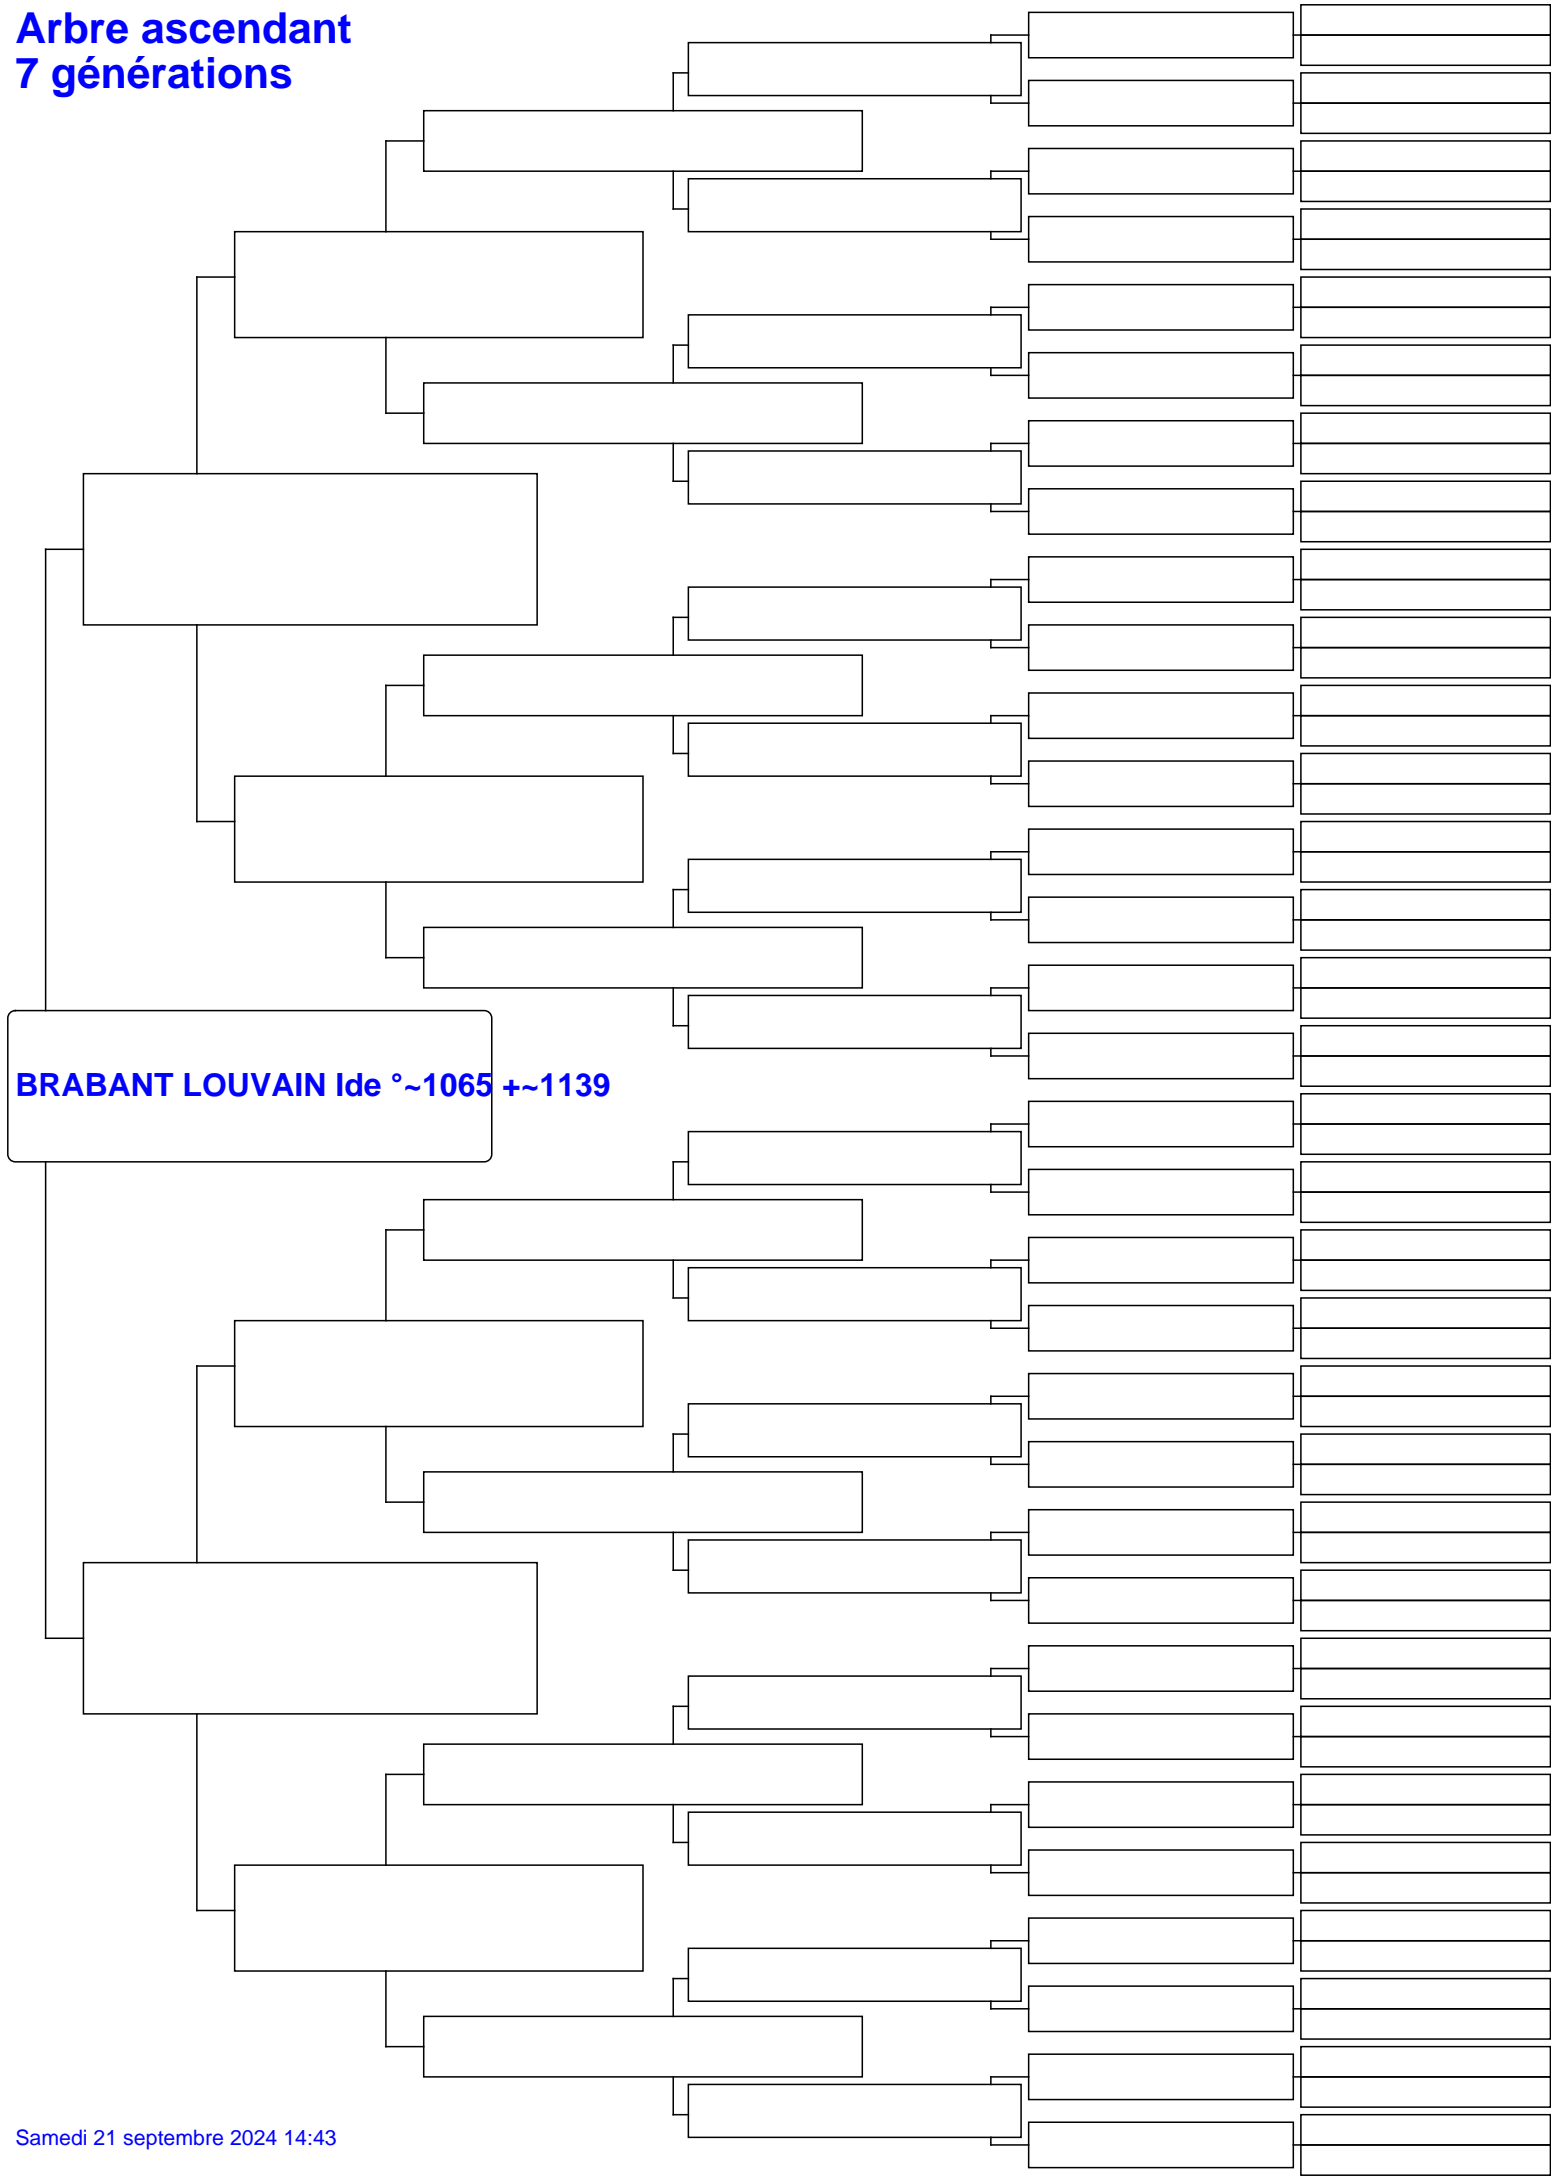 Arbre ascendant
7 générations
BRABANT LOUVAIN Ide °~1065 +~1139
Samedi 21 septembre 2024 14:43